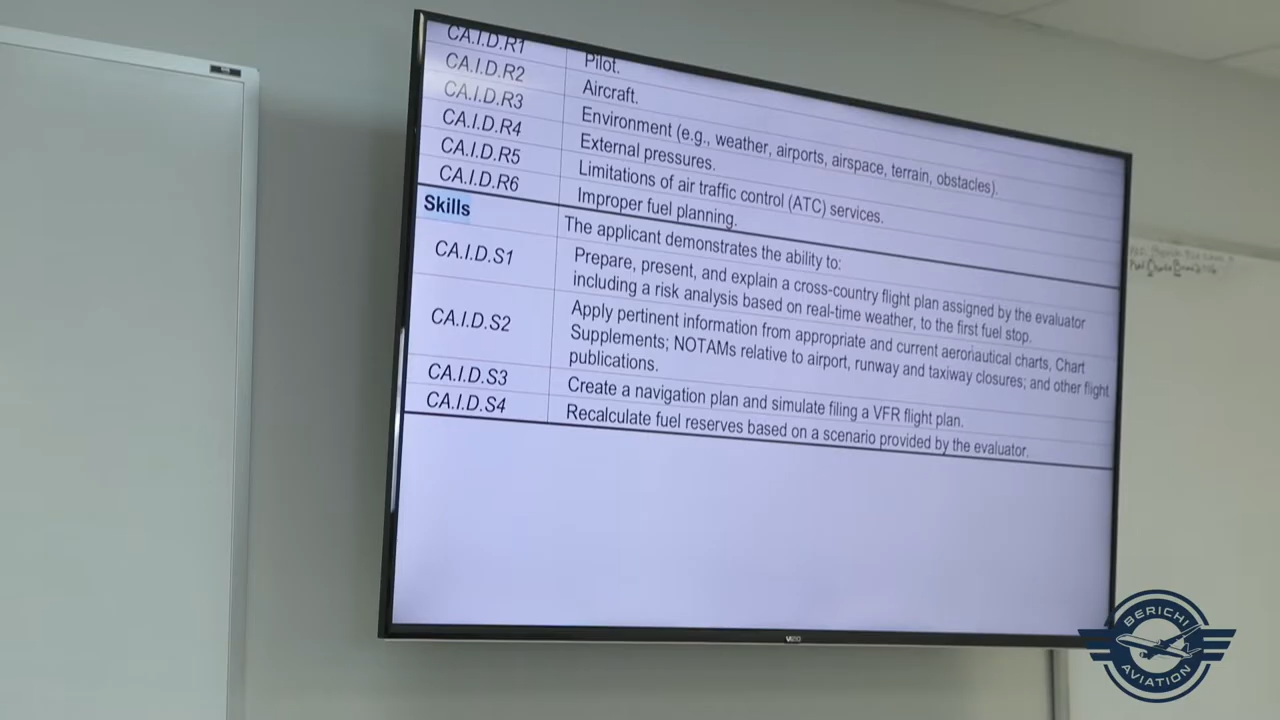 CA.I.D.R1 Pilot.
CA.I.D.R2 Aircraft.
CA.I.D.R3 Environment (e.g., weather, airports, airspace, terrain, obstacles).
CA.I.D.R4 External pressures.
CA.I.D.R5 Limitations of air traffic control (ATC) services.
CA.I.D.R6 Improper fuel planning.
Skills The applicant demonstrates the ability to:
CA.I.D.S1 Prepare, present, and explain a cross-country flight plan assigned by the evaluator
including a risk analysis based on real-time weather, to the first fuel stop.
CA.I.D.S2 Apply pertinent information from appropriate and current aeronautical charts, Chart
Supplements; NOTAMs relative to airport, runway and taxiway closures; and other flight
publications.
CA.I.D.S3 Create a navigation plan and simulate filing a VFR flight plan.
CA.I.D.S4 Recalculate fuel reserves based on a scenario provided by the evaluator.
VIZIO
BERICHI
AVIATION